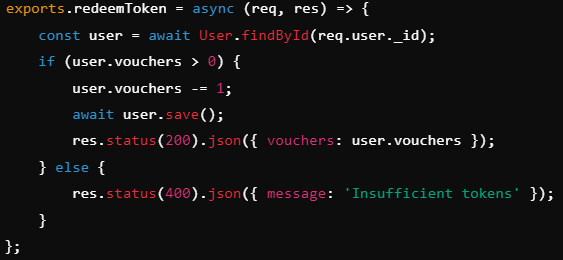 exports.redeemToken = async (req, res) => {
    const user = await User.findById(req.user._id);
    if (user.vouchers > 0) {
        user.vouchers -= 1;
        await user.save();
        res.status(200).json({ vouchers: user.vouchers });
    } else {
        res.status(400).json({ message: 'Insufficient tokens' });
    }
};